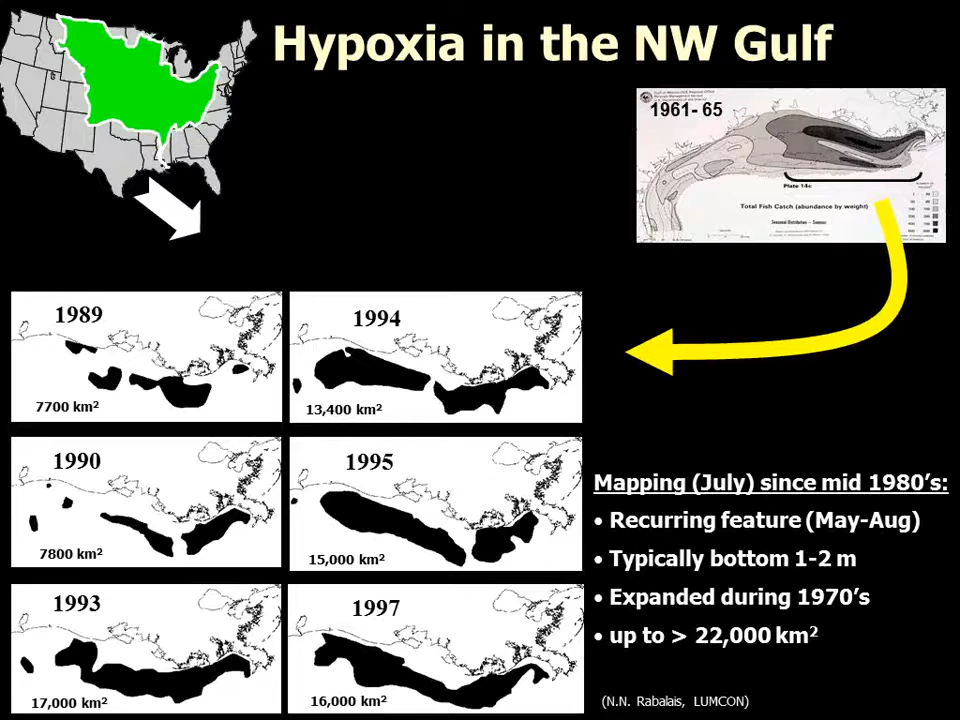 Hypoxia in the NW Gulf
1961- 65
Plate 14c
Total Fish Catch (abundance by weight)
Seasonal Distribution - Summer
1989
7700 km²
1994
13,400 km²
1990
7800 km²
1995
15,000 km²
1993
17,000 km²
1997
16,000 km²
Mapping (July) since mid 1980's:
• Recurring feature (May-Aug)
• Typically bottom 1-2 m
• Expanded during 1970's
• up to > 22,000 km²
(N.N. Rabalais, LUMCON)